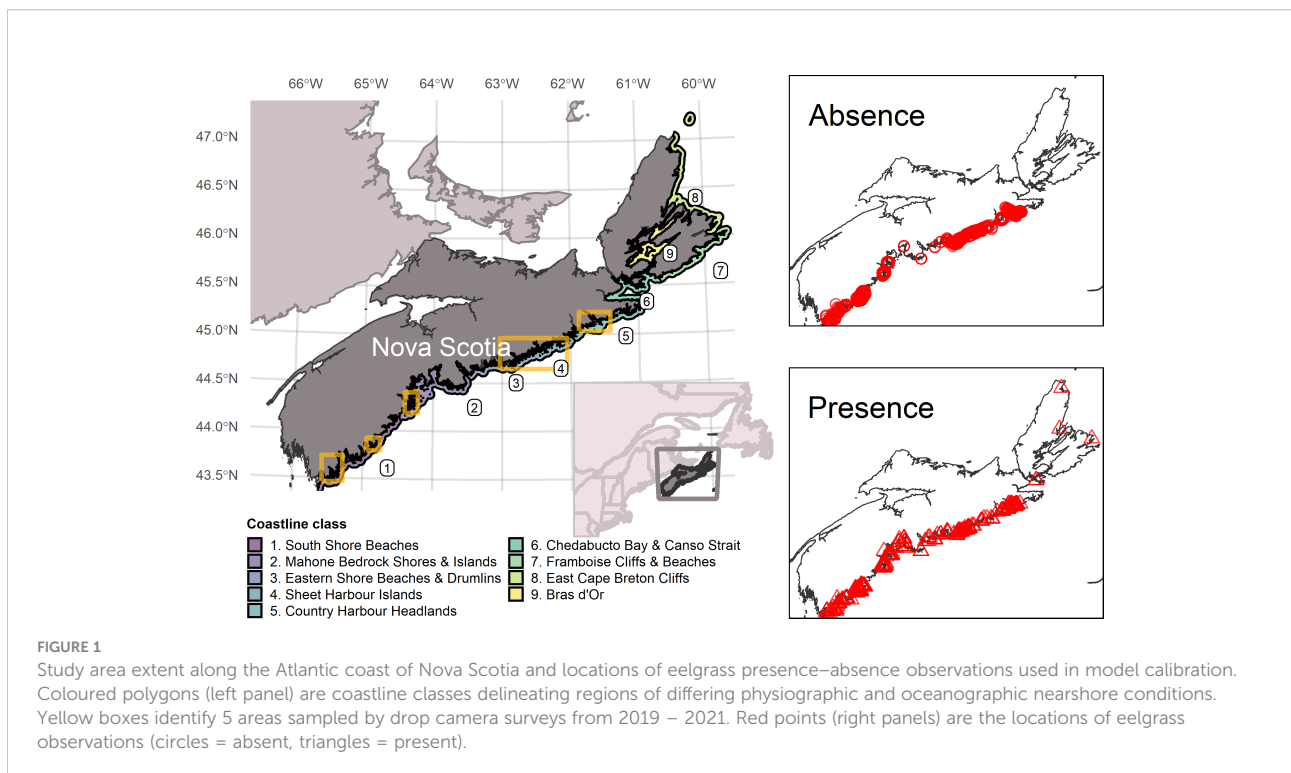 66°W 65°W 64°W 63°W 62°W 61°W 60°W
47.0°N
46.5°N
46.0°N
45.5°N
45.0°N
44.5°N
44.0°N
43.5°N
Nova Scotia
8
9
7
6
5
4
3
2
1
Coastline class
1. South Shore Beaches
2. Mahone Bedrock Shores & Islands
3. Eastern Shore Beaches & Drumlins
4. Sheet Harbour Islands
5. Country Harbour Headlands
6. Chedabucto Bay & Canso Strait
7. Framboise Cliffs & Beaches
8. East Cape Breton Cliffs
9. Bras d'Or
Absence
Presence
FIGURE 1
Study area extent along the Atlantic coast of Nova Scotia and locations of eelgrass presence–absence observations used in model calibration.
Coloured polygons (left panel) are coastline classes delineating regions of differing physiographic and oceanographic nearshore conditions.
Yellow boxes identify 5 areas sampled by drop camera surveys from 2019 – 2021. Red points (right panels) are the locations of eelgrass
observations (circles = absent, triangles = present).